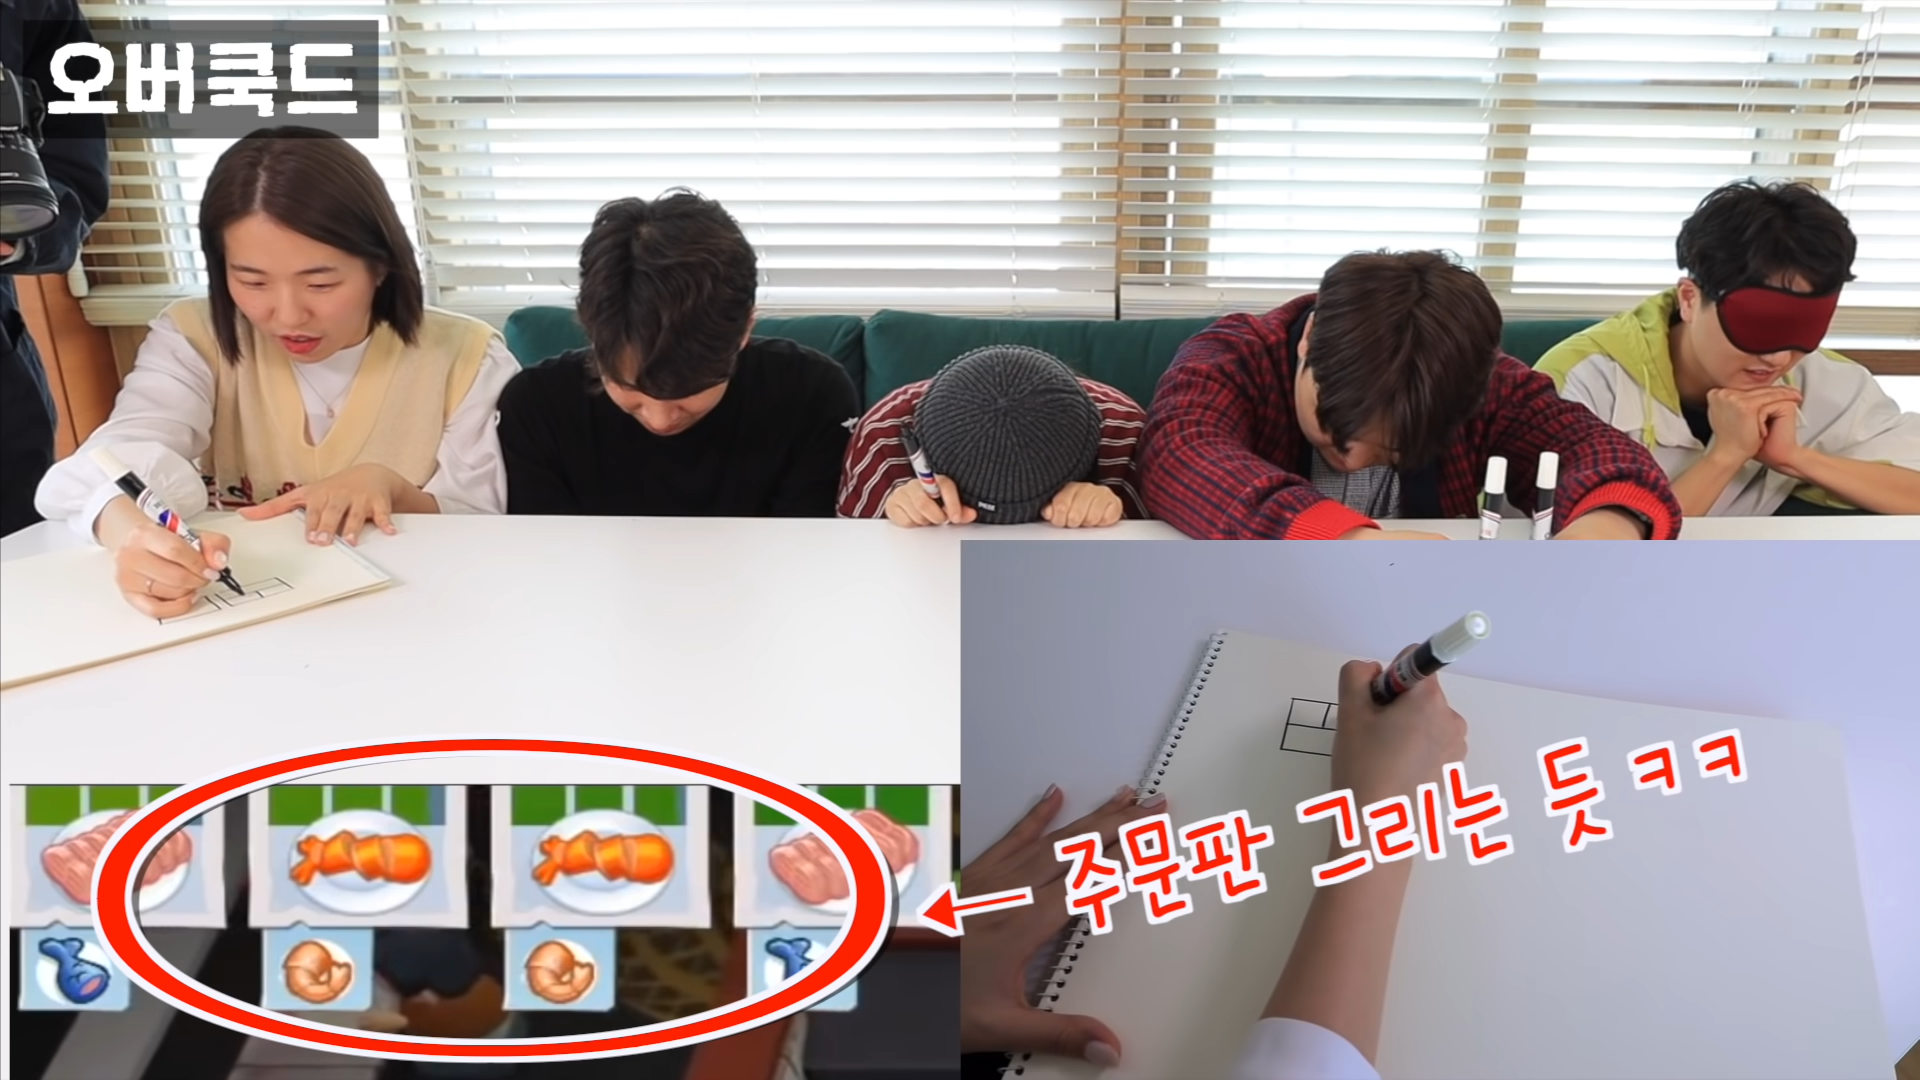 오버쿡드
← 주문판 그리는 듯 ㅋㅋ